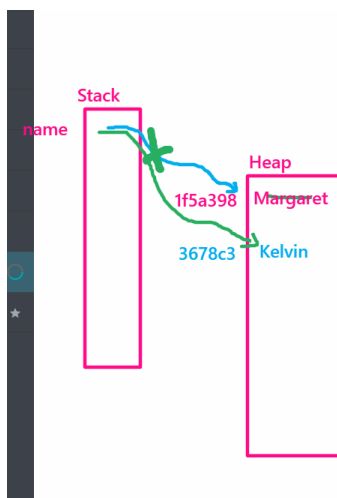 Stack
name
Heap
1f5a398 Margaret
3678c3 Kelvin